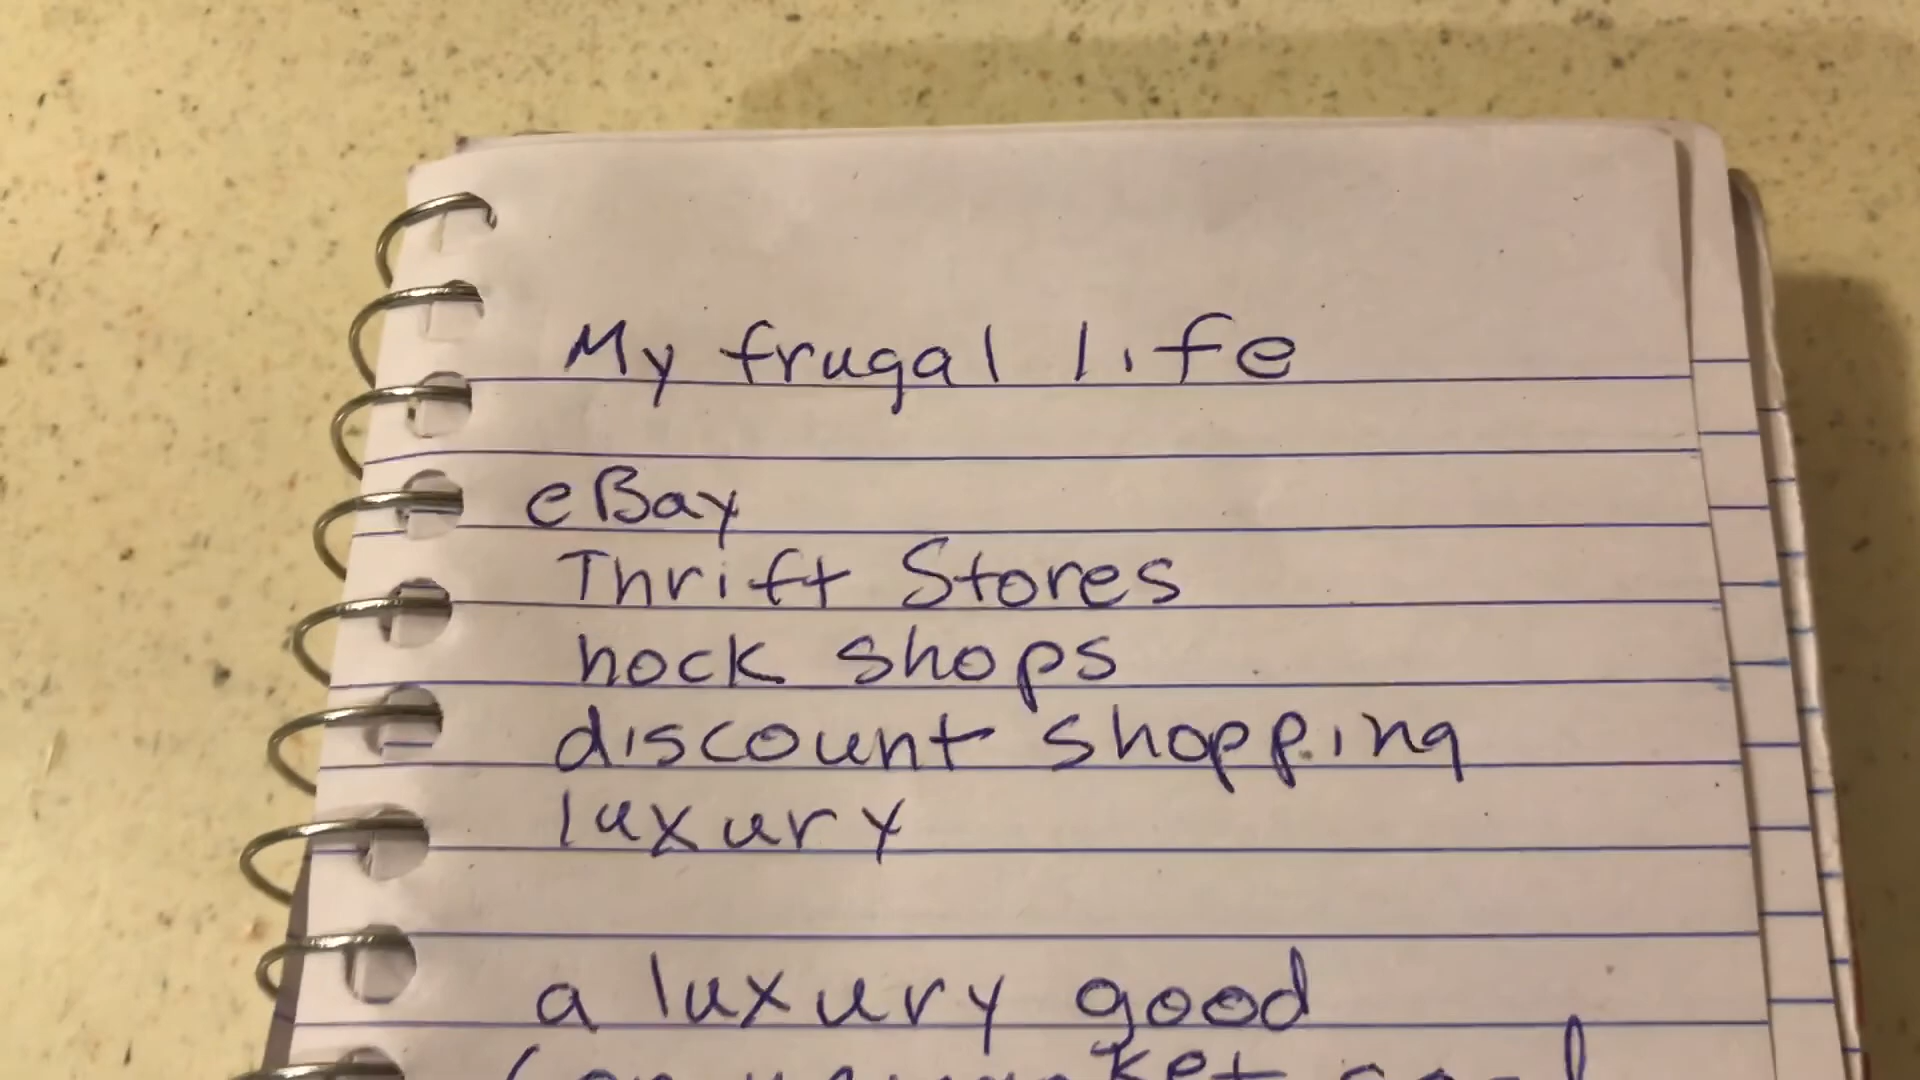 My frugal life
eBay
Thrift Stores
hock shops
discount shopping
luxury
a luxury good